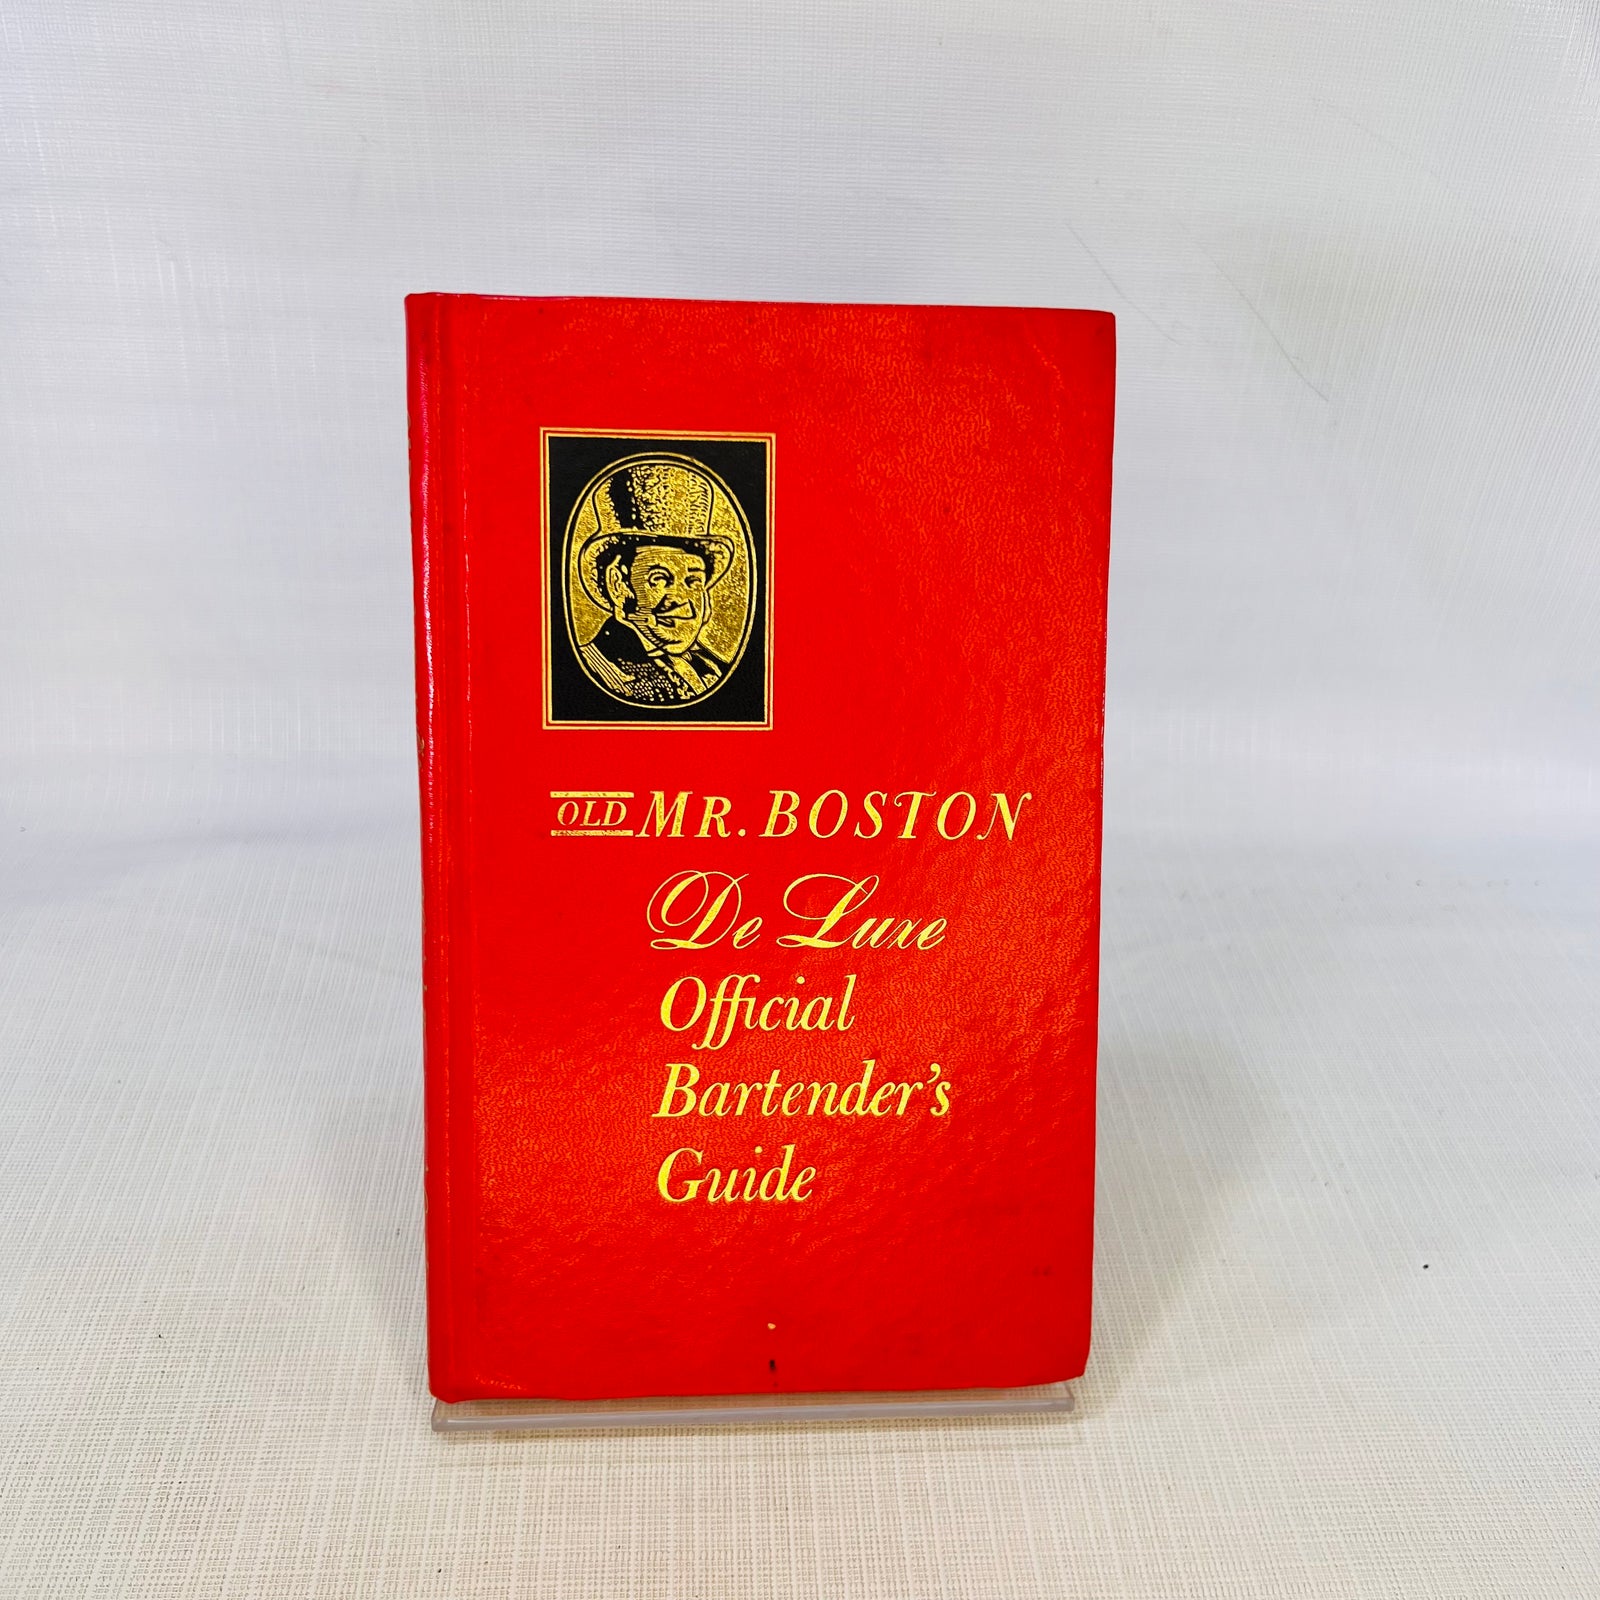 OLD MR. BOSTON
De Luxe
Official
Bartender's
Guide